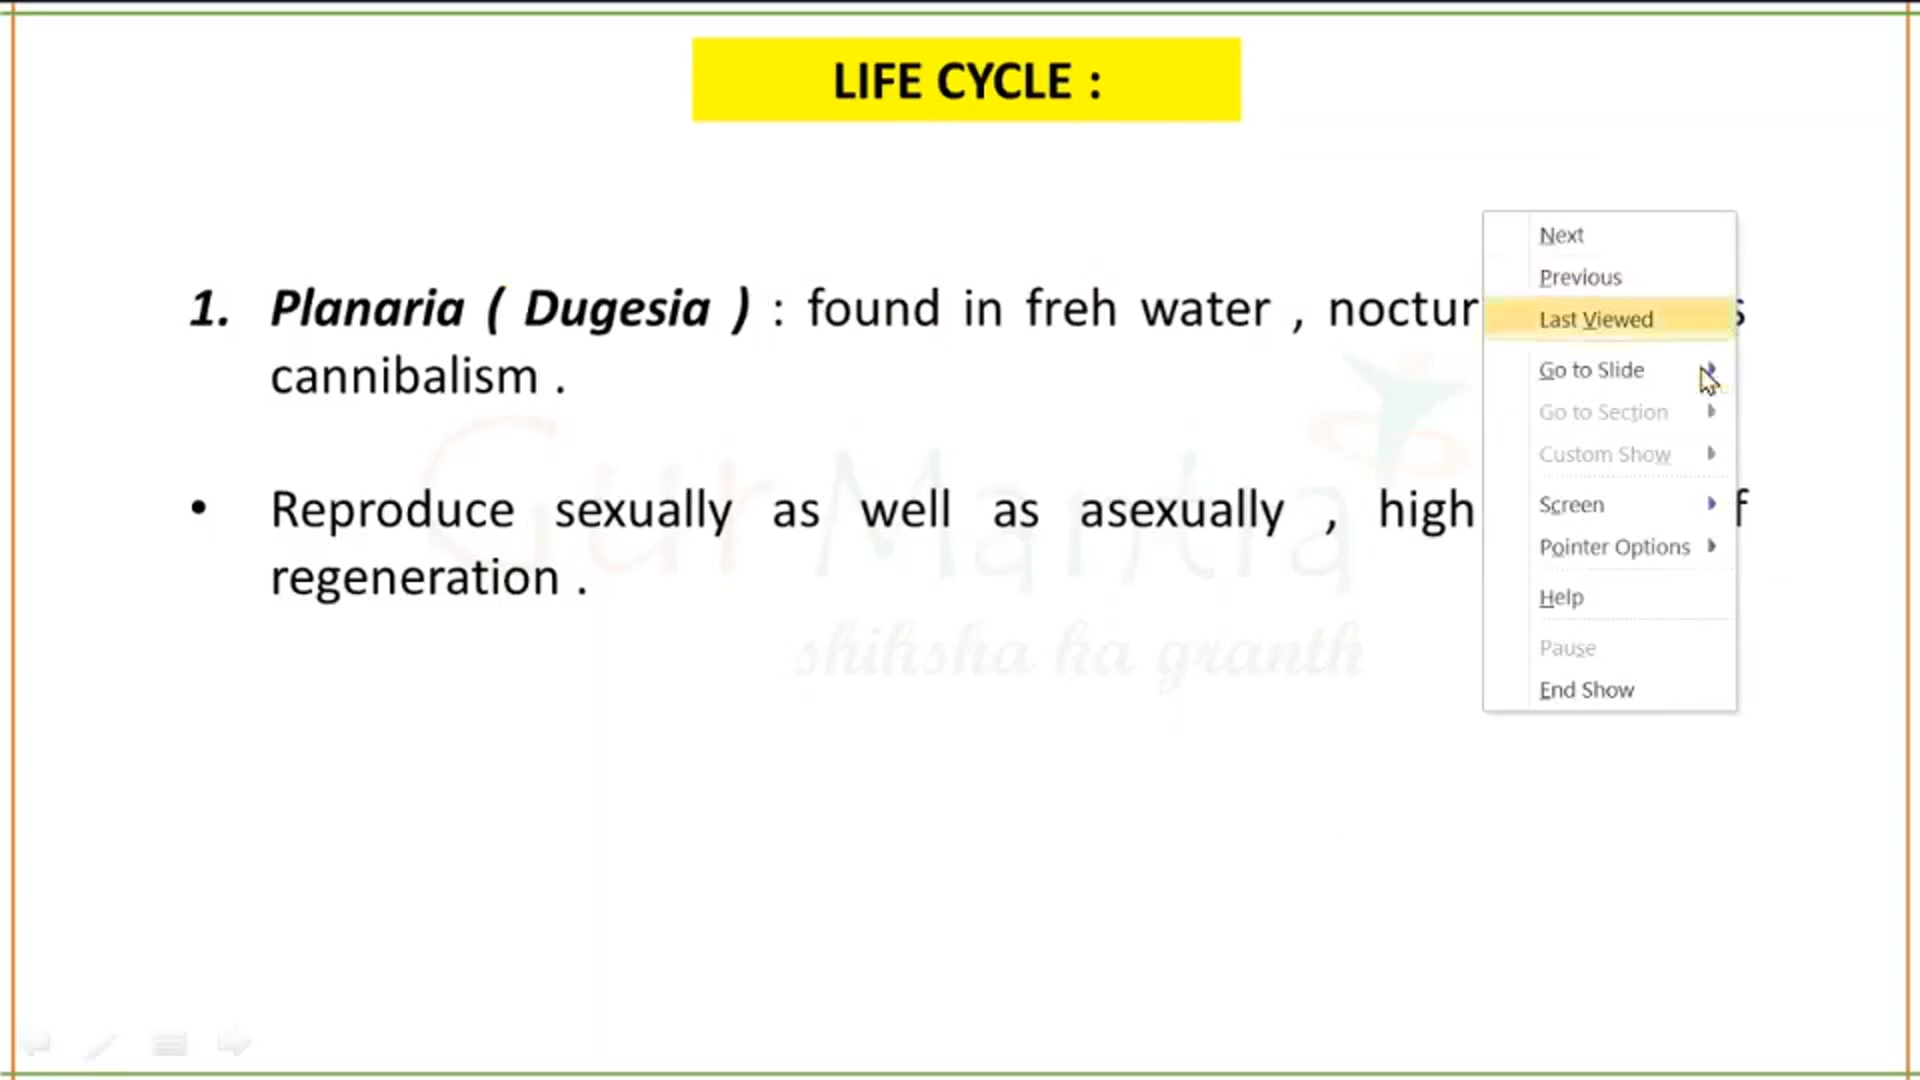 LIFE CYCLE :
1. Planaria ( Dugesia ) : found in freh water , noctur s
cannibalism .
• Reproduce sexually as well as asexually , high f
regeneration .
GurMantra
shiksha ka granth
Next
Previous
Last Viewed
Go to Slide
Go to Section
Custom Show
Screen
Pointer Options
Help
Pause
End Show